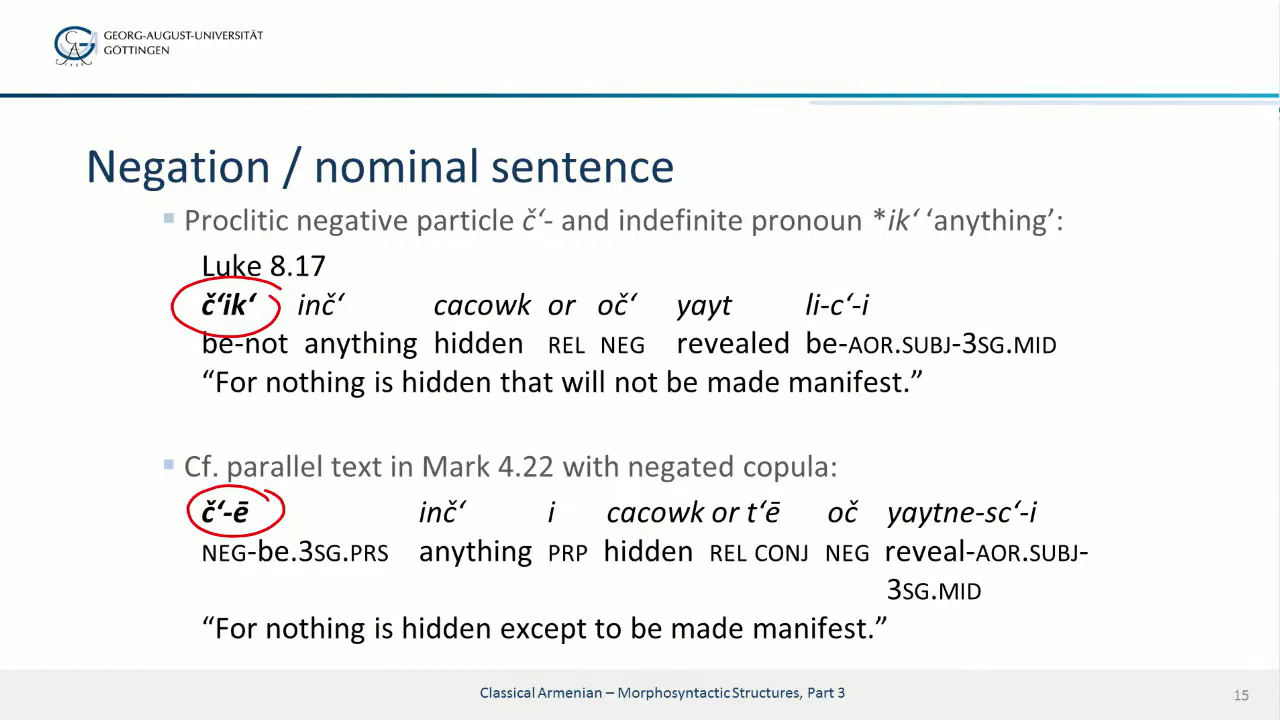 GEORG-AUGUST-UNIVERSITÄT
GÖTTINGEN
Negation / nominal sentence
Proclitic negative particle č‘- and indefinite pronoun *ik‘ ‘anything’:
Luke 8.17
č‘ik‘ inč‘ cacowk or oč‘ yayt li-c‘-i
be-not anything hidden REL NEG revealed be-AOR.SUBJ-3SG.MID
“For nothing is hidden that will not be made manifest.”
Cf. parallel text in Mark 4.22 with negated copula:
č‘-ē inč‘ i cacowk or t‘ē oč yaytne-sc‘-i
NEG-be.3SG.PRS anything PRP hidden REL CONJ NEG reveal-AOR.SUBJ-
3SG.MID
“For nothing is hidden except to be made manifest.”
Classical Armenian – Morphosyntactic Structures, Part 3
15